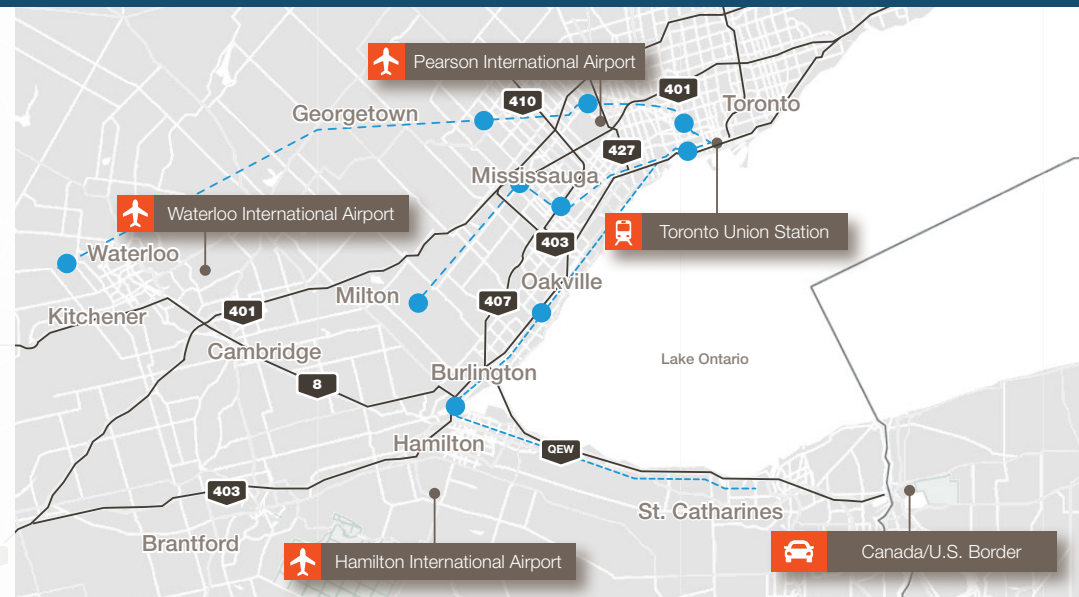 Pearson International Airport
410
401
Toronto
Georgetown
427
Mississauga
Waterloo International Airport
Toronto Union Station
403
Waterloo
Oakville
Milton
407
401
Kitchener
Cambridge
Lake Ontario
Burlington
8
Hamilton
QEW
403
St. Catharines
Brantford
Canada/U.S. Border
Hamilton International Airport